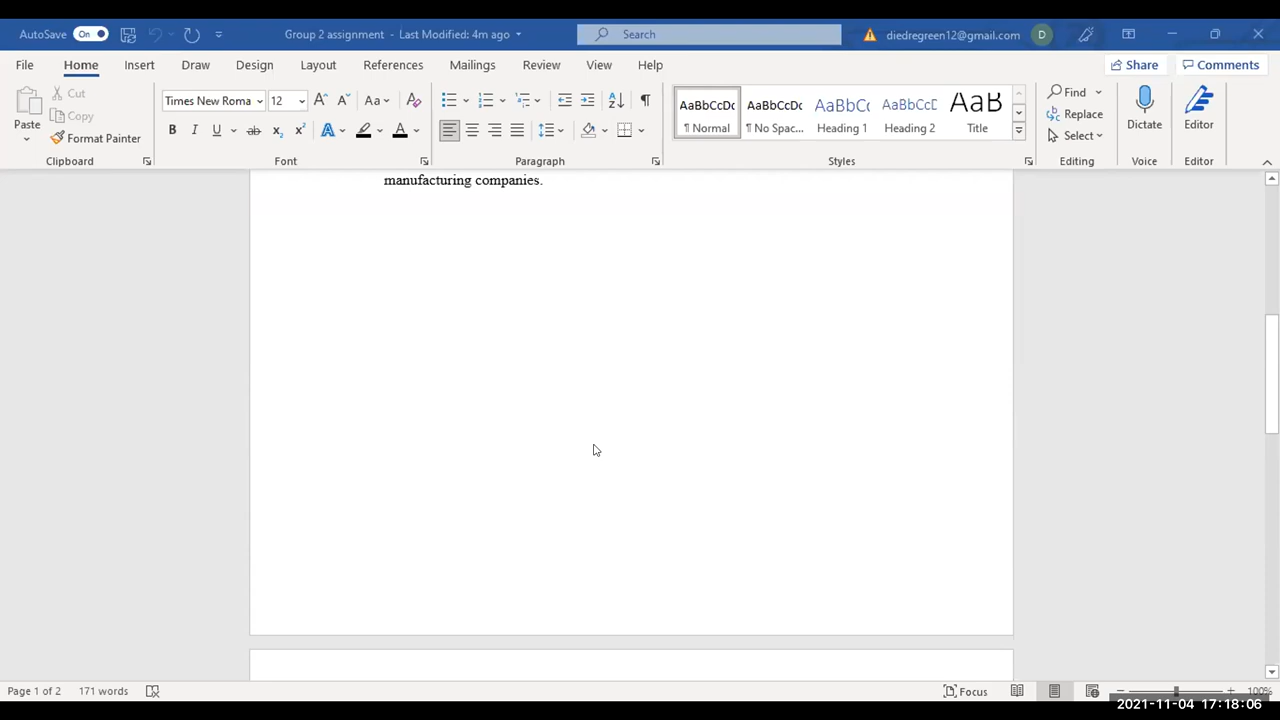 AutoSave On Group 2 assignment - Last Modified: 4m ago Search diedregreen12@gmail.com D
File Home Insert Draw Design Layout References Mailings Review View Help Share Comments
Paste Cut Copy Format Painter Clipboard
Times New Roma 12 Aa B I U ab x2 x2 A A Font
Paragraph
AaBbCcDc AaBbCcDc AaBbC AaBbCcD AaB
¶ Normal ¶ No Spac... Heading 1 Heading 2 Title
Styles
Find Replace Select Editing
Dictate Voice
Editor Editor
manufacturing companies.
Page 1 of 2 171 words Focus 100%
2021-11-04 17:18:06